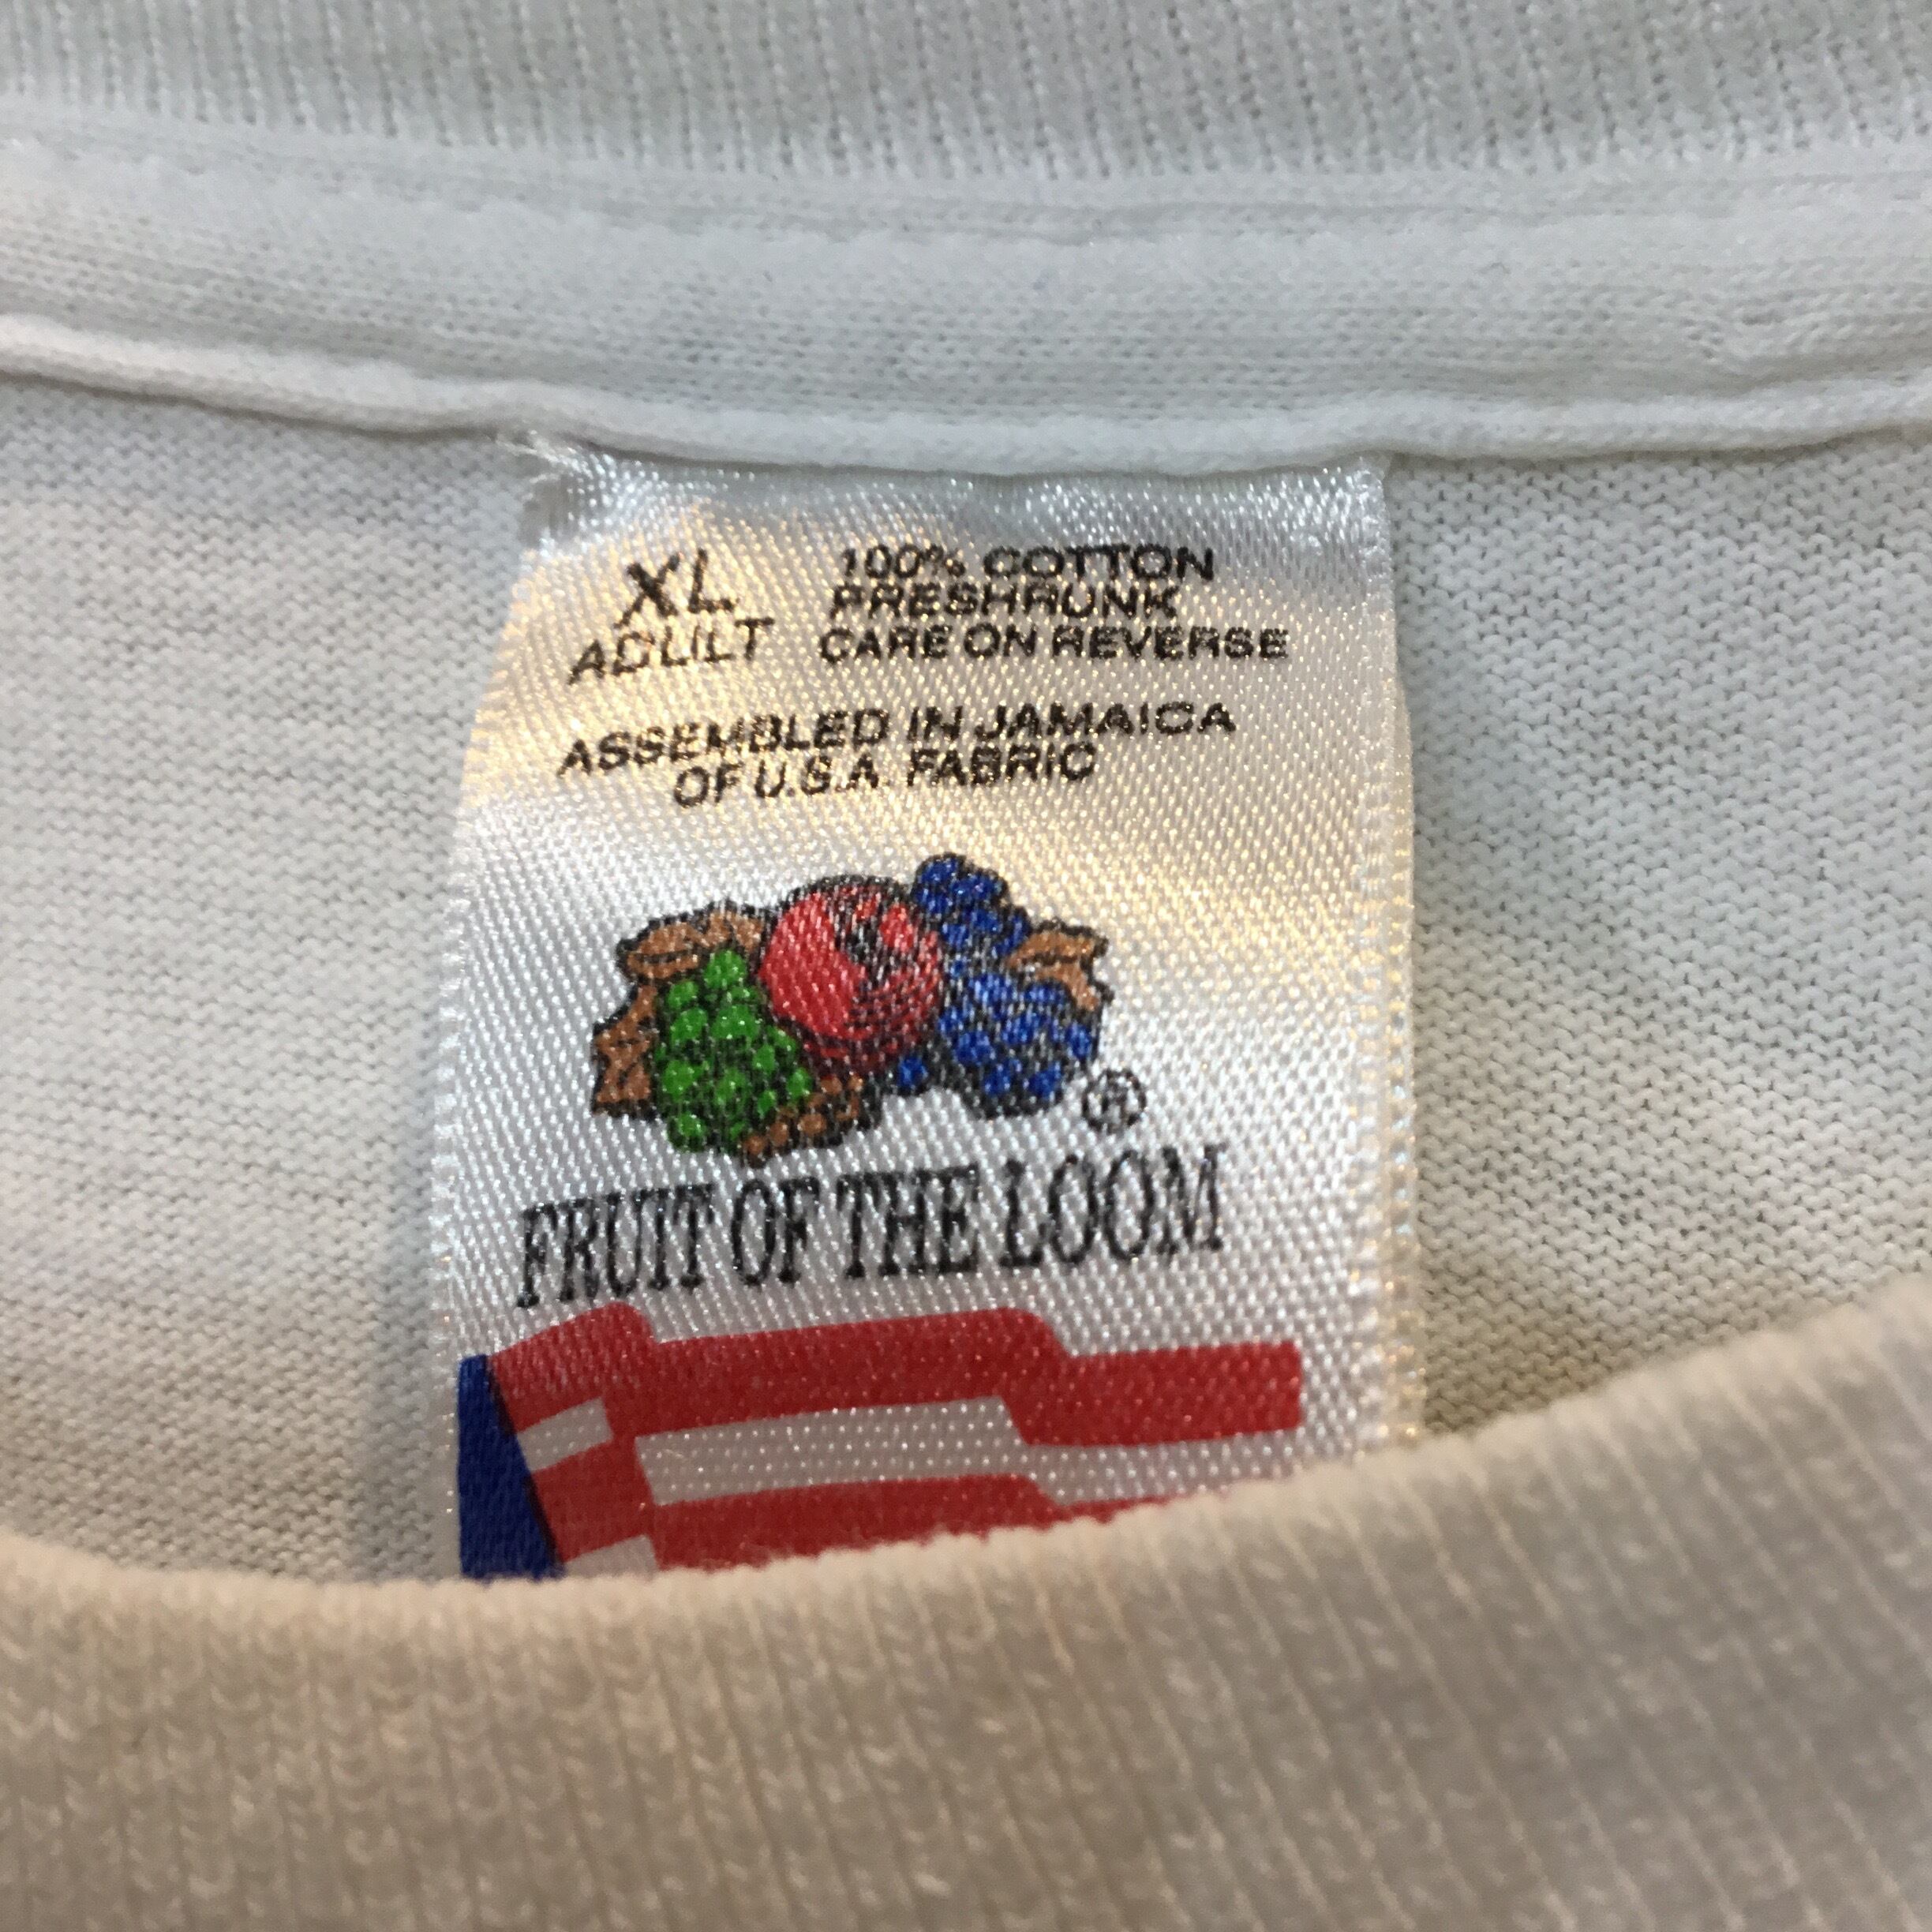 XL
ADULT
100% COTTON
PRESHRUNK
CARE ON REVERSE
ASSEMBLED IN JAMAICA
OF U.S.A. FABRIC
®
FRUIT OF THE LOOM